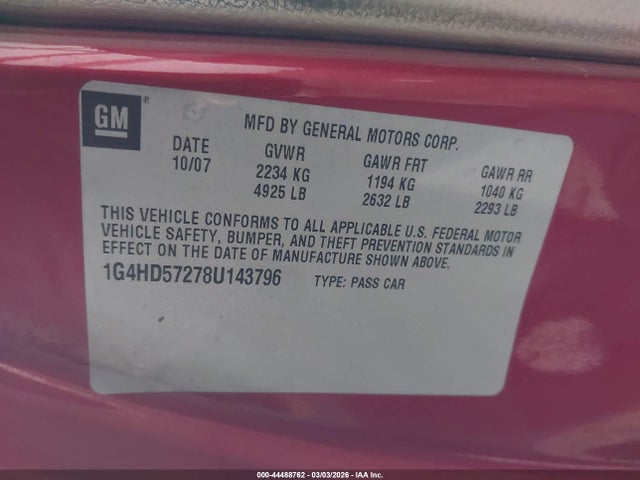 GM®
MFD BY GENERAL MOTORS CORP.
DATE GVWR GAWR FRT GAWR RR
10/07 2234 KG 1194 KG 1040 KG
4925 LB 2632 LB 2293 LB
THIS VEHICLE CONFORMS TO ALL APPLICABLE U.S. FEDERAL MOTOR
VEHICLE SAFETY, BUMPER, AND THEFT PREVENTION STANDARDS IN
EFFECT ON THE DATE OF MANUFACTURE SHOWN ABOVE.
1G4HD57278U143796 TYPE: PASS CAR
000-44488762 - 03/03/2026 - IAA Inc.